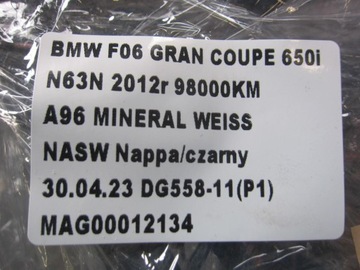 BMW F06 GRAN COUPE 650i
N63N 2012r 98000KM
A96 MINERAL WEISS
NASW Nappa/czarny
30.04.23 DG558-11(P1)
MAG00012134